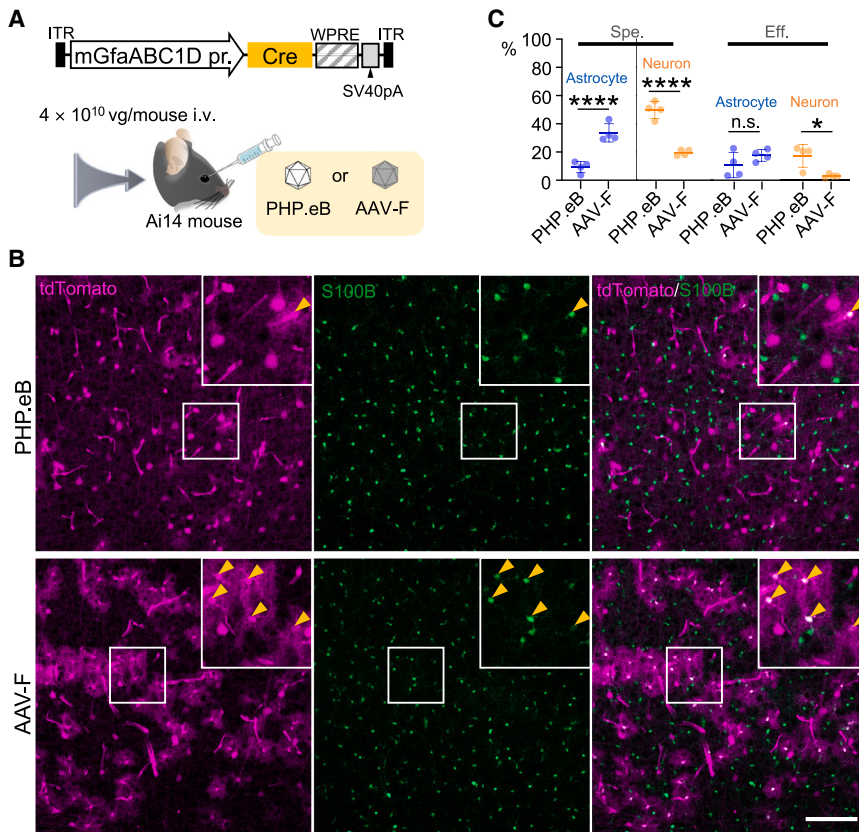 A
ITR
mGfaABC1D pr.
Cre
WPRE
ITR
SV40pA
4 × 10¹⁰ vg/mouse i.v.
Ai14 mouse
or
PHP.eB
AAV-F
C
Spe.
Eff.
%
100
80
60
40
20
0
Astrocyte
****
Neuron
****
Astrocyte
n.s.
Neuron
*
PHP.eB
AAV-F
PHP.eB
AAV-F
PHP.eB
AAV-F
PHP.eB
AAV-F
B
tdTomato
S100B
tdTomato/S100B
PHP.eB
AAV-F